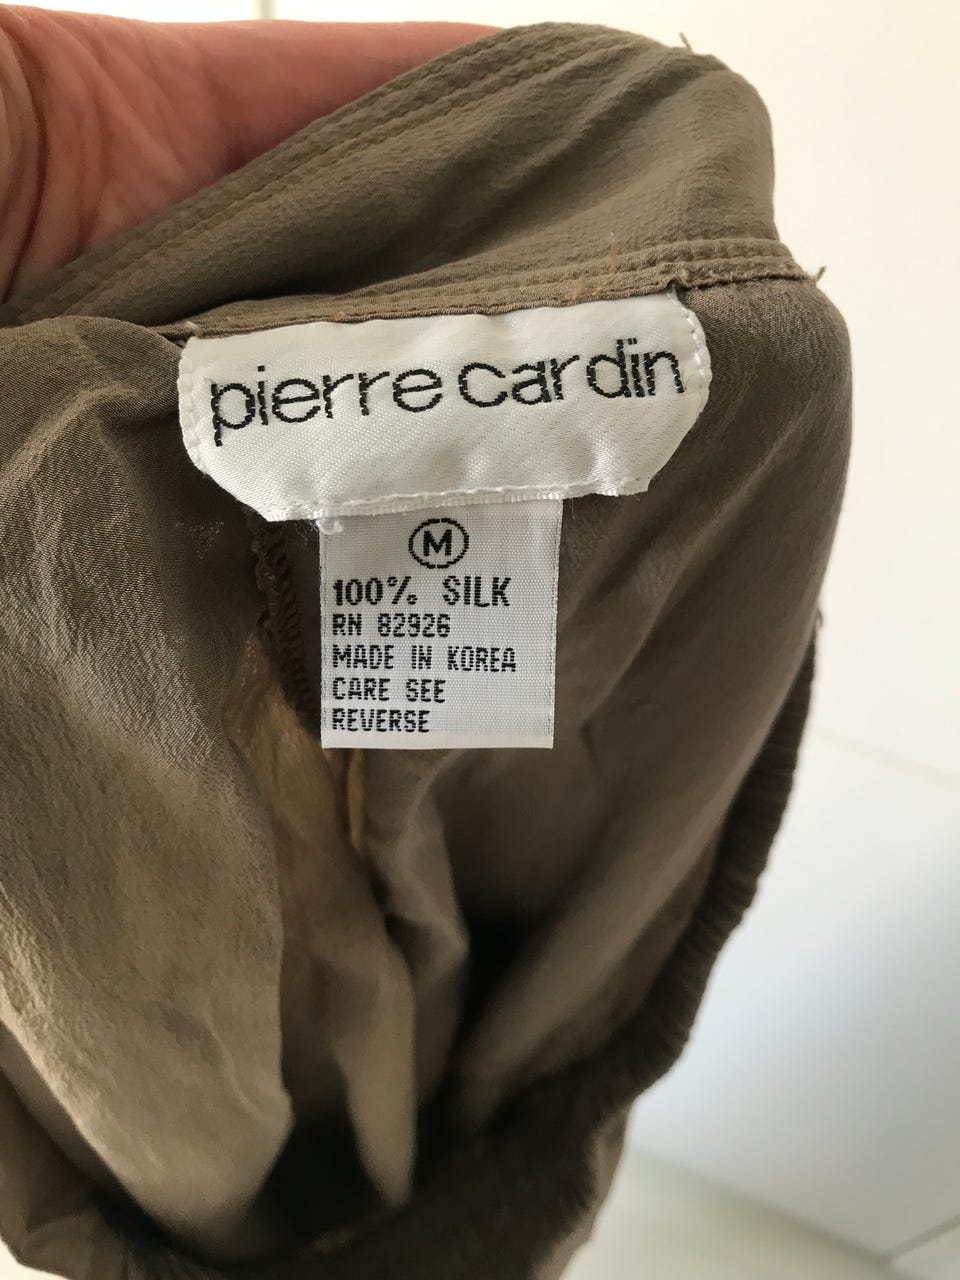 pierre cardin
M
100% SILK
RN 82926
MADE IN KOREA
CARE SEE
REVERSE